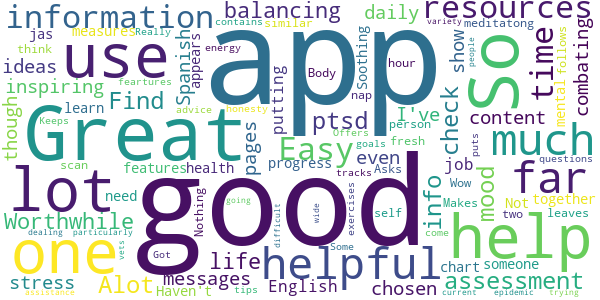 information
balancing
daily
resources
jas
measures
Really
contains
similar
variety
meditatong
think
appears
Spanish
energy
app
Body
hour
Soothing
show
So
time
people
mental
follows
combating
ideas
use
inspiring
feartures
putting
nap
learn
Find
advice
honesty
ptsd
I've
check
content
puts
though
Great
Keeps
pages
Offers
goals
person
fresh
much
Easy
even
scan
features
health
progress
Asks
job
questions
lot
need
Nothing
tracks
exercises
self
info
mood
Not
together
far
Worthwhile
good
going
Wow
Makes
two
leaves
one
Alot
life
difficult
wide
helpful
come
chart
someone
help
stress
messages
Got
English
Some
chosen
assessment
dealing
particularly
Haven't
tips
vets
assistance
current
epidemic
trying